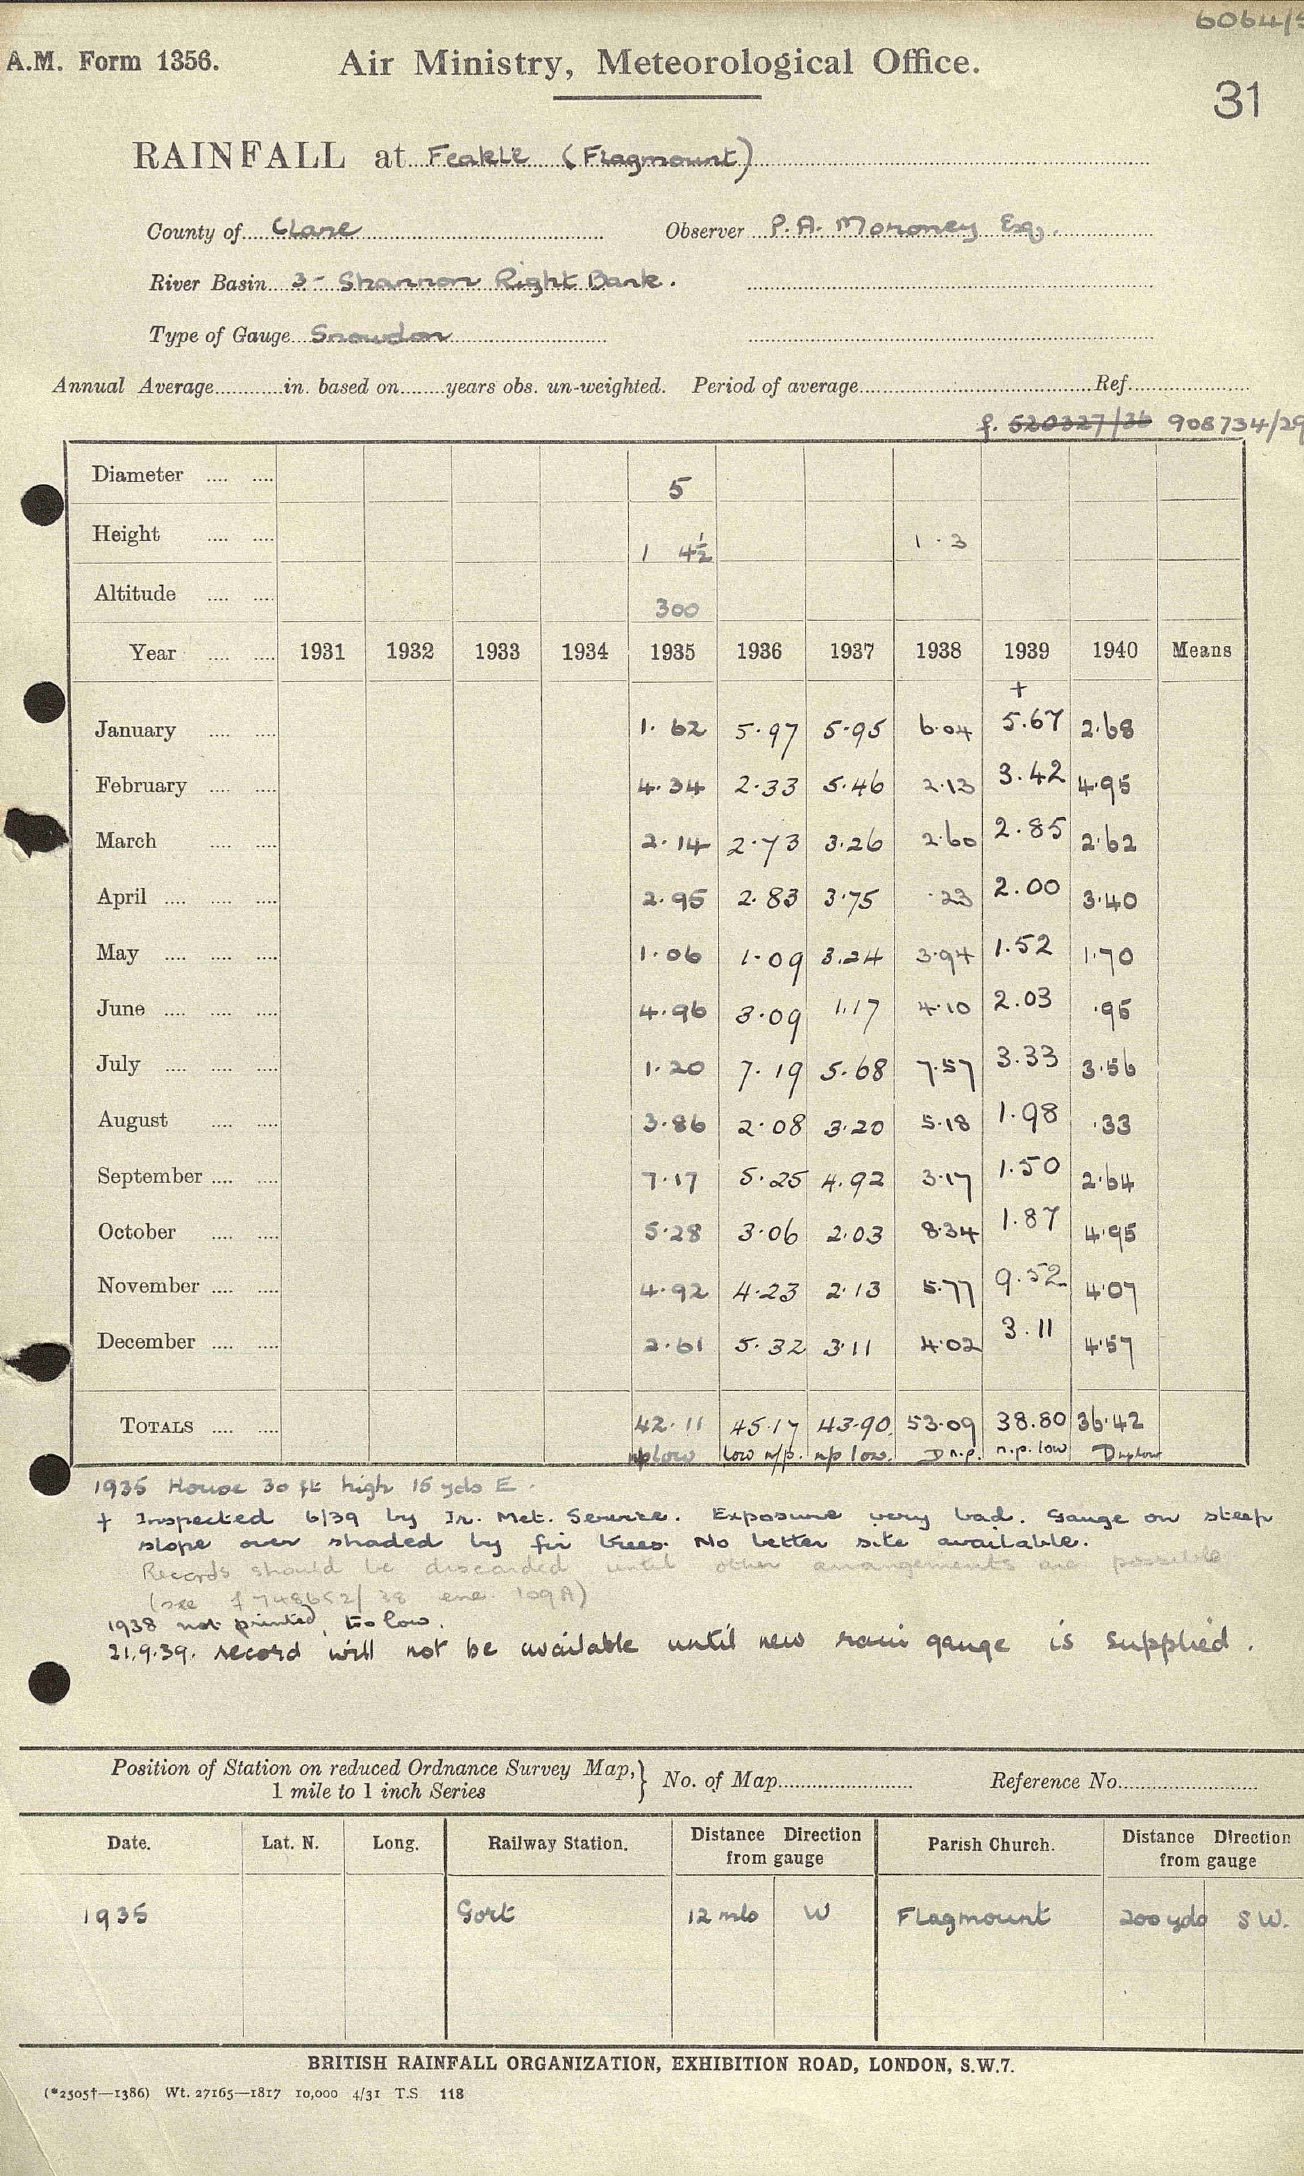 6064/5
A.M. Form 1356. Air Ministry, Meteorological Office.
31
RAINFALL at Feakle (Flagmount)
County of Clare Observer P.A. Moroney Esq.
River Basin 3 - Shannon Right Bank.
Type of Gauge Snowdon
Annual Average............in. based on........years obs. un-weighted. Period of average............Ref............
f. 520327/36 908734/29
Diameter .... .... 5
Height .... .... 1 4½ 1 · 3
Altitude .... .... 300
Year .... .... 1931 1932 1933 1934 1935 1936 1937 1938 1939 1940 Means
+
January .... .... 1.62 5.97 5.95 6.04 5.67 2.68
February .... .... 4.34 2.33 5.46 2.13 3.42 4.95
March .... .... 2.14 2.73 3.26 2.60 2.85 2.62
April .... .... .... 2.95 2.83 3.75 .23 2.00 3.40
May .... .... .... 1.06 1.09 3.24 3.94 1.52 1.70
June .... .... .... 4.96 3.09 1.17 4.10 2.03 .95
July .... .... .... 1.20 7.19 5.68 7.57 3.33 3.56
August .... .... 3.86 2.08 3.20 5.18 1.98 .33
September .... .... 7.17 5.25 4.92 3.17 1.50 2.64
October .... .... 5.28 3.06 2.03 8.34 1.87 4.95
November .... .... 4.92 4.23 2.13 5.77 9.52 4.07
December .... .... 2.61 5.32 3.11 4.02 3.11 4.57
TOTALS .... .... 42.11 45.17 43.90 53.09 38.80 36.42
np low low n/p. np low. D n.p. n.p. low D np low
1935 House 30 ft high 15 yds E.
+ Inspected 6/39 by Ir. Met. Service. Exposure very bad. Gauge on steep
slope over shaded by fir trees. No better site available.
Records should be discarded until other arrangements are possible
(see f 748652/38 enc. 109A)
1938 not printed, too low.
21.9.39. record will not be available until new rain gauge is supplied.
Position of Station on reduced Ordnance Survey Map, 1 mile to 1 inch Series } No. of Map............ Reference No............
Date. Lat. N. Long. Railway Station. Distance Direction from gauge Parish Church. Distance Direction from gauge
1935 Gort 12 mls W Flagmount 200 yds S W.
BRITISH RAINFALL ORGANIZATION, EXHIBITION ROAD, LONDON, S.W.7.
(*2505†—1386) Wt. 27165—1817 10,000 4/31 T.S. 118